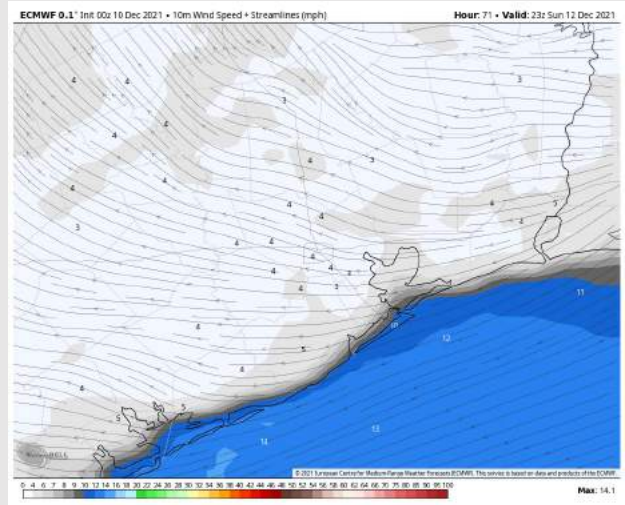 ECMWF 0.1° Init 00z 10 Dec 2021 • 10m Wind Speed + Streamlines (mph) Hour: 71 • Valid: 23z Sun 12 Dec 2021
4 4 3
3
4 4
4 3
4
4
4 4 5
4 4
3
4 4
4
4 4 3
4 3
11
5
4
12
5
4
4
5 13
5
14
© 2021 European Centre for Medium-Range Weather Forecasts (ECMWF). This service is based on data and products of the ECMWF.
0 4 6 7 8 9 10 12 14 16 18 20 22 24 26 28 30 32 34 36 38 40 42 44 46 48 50 52 54 56 58 60 65 70 75 80 85 90 95 100
Max: 14.1